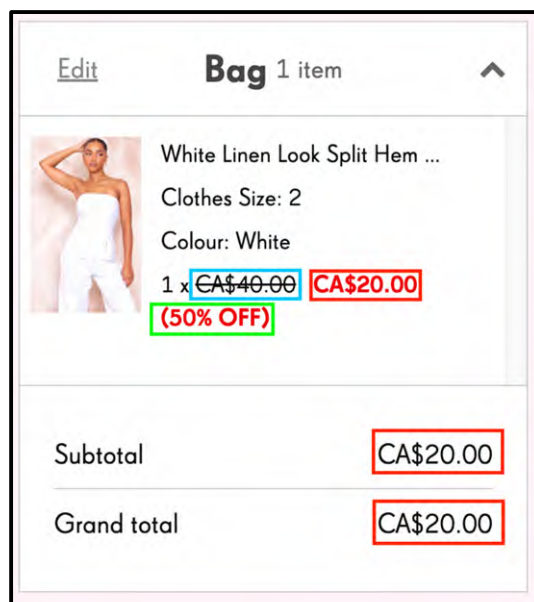 Edit Bag 1 item
White Linen Look Split Hem ...
Clothes Size: 2
Colour: White
1 x CA$40.00 CA$20.00
(50% OFF)
Subtotal CA$20.00
Grand total CA$20.00